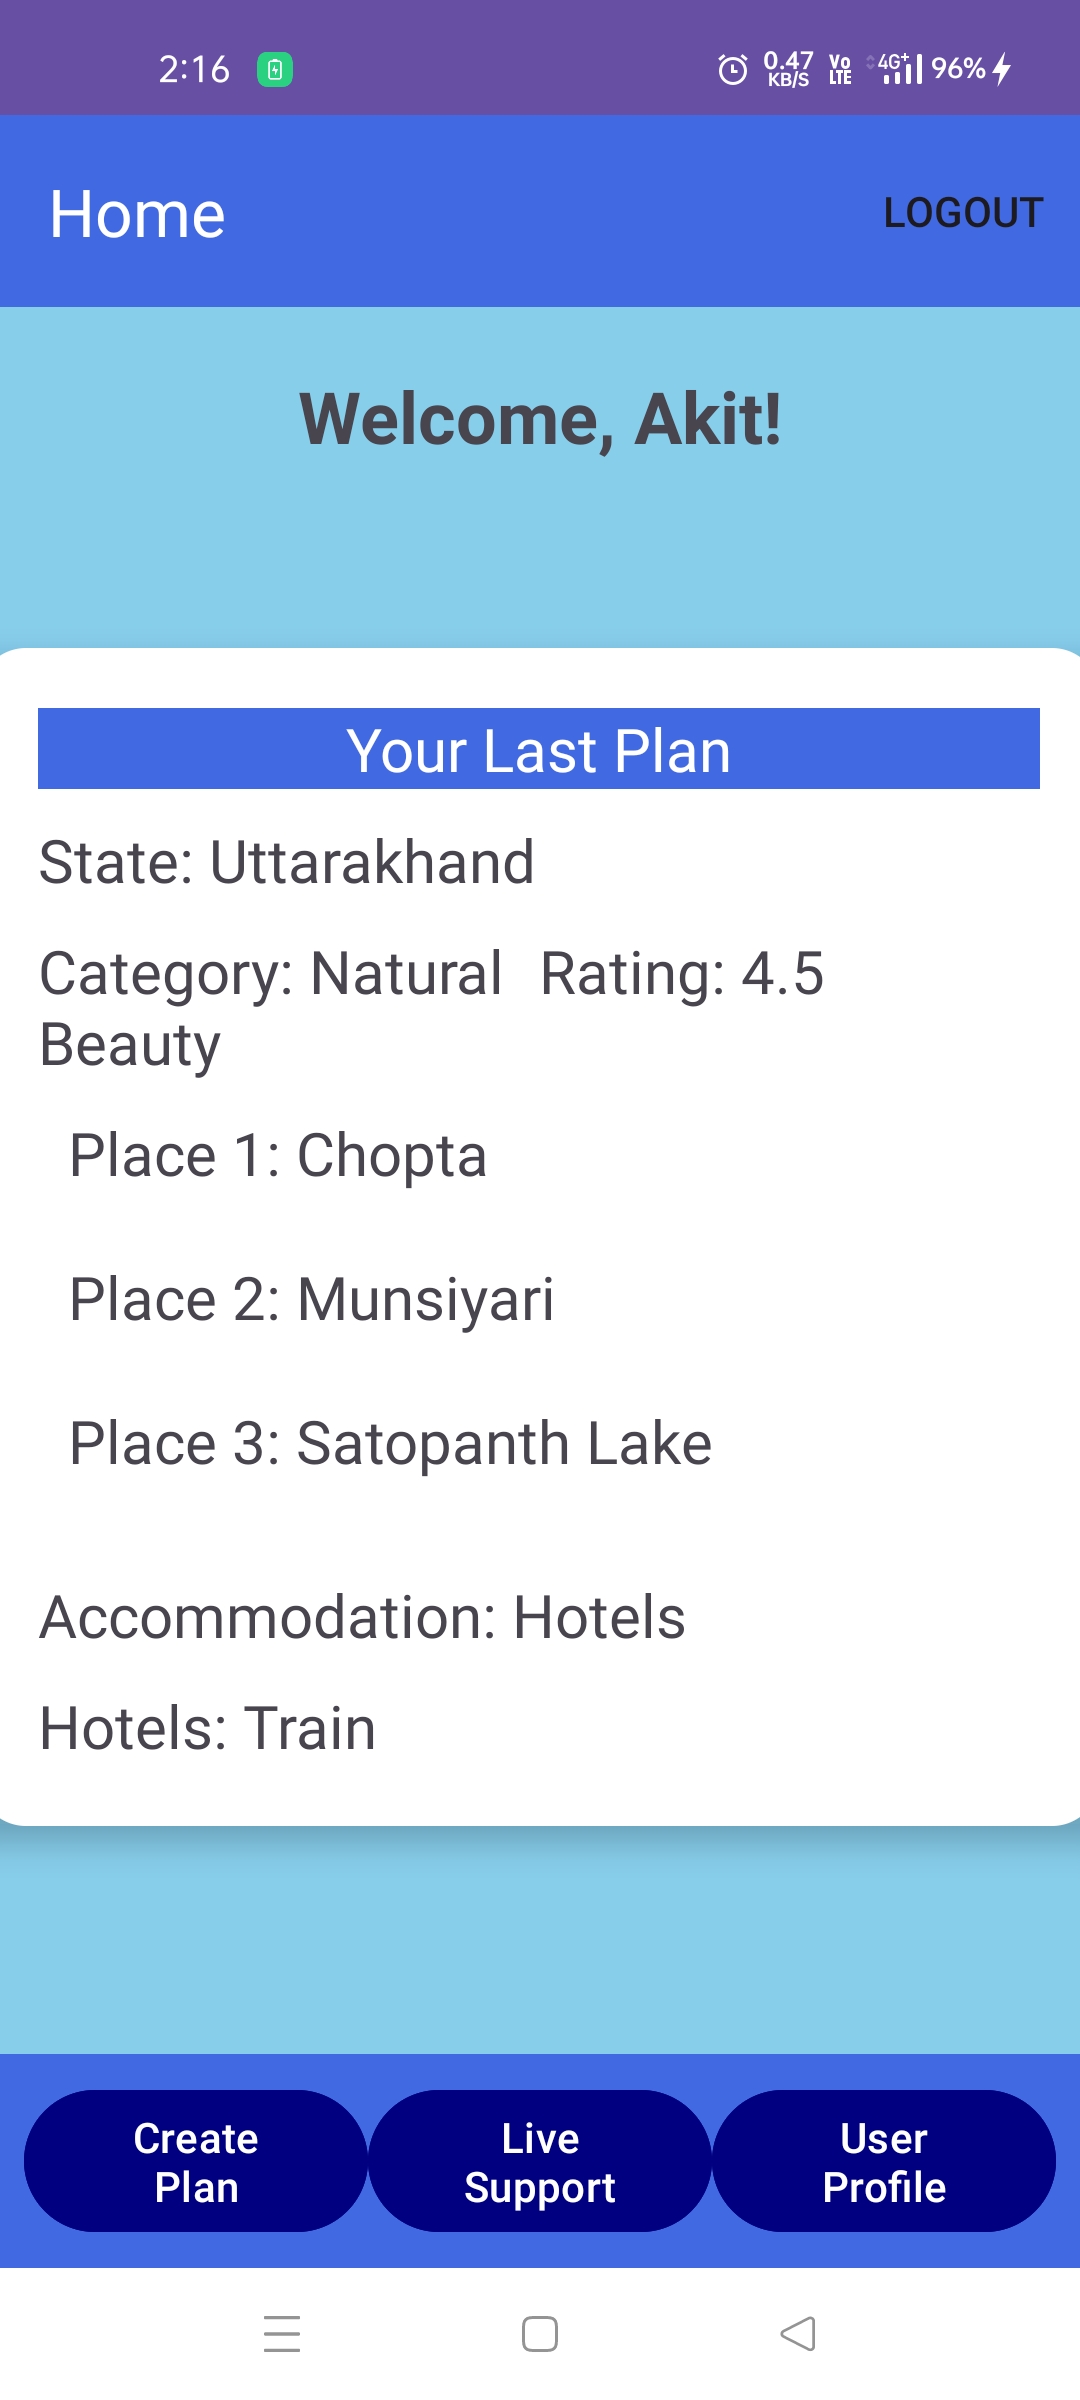 2:16 0.47 KB/S Vo LTE 4G+ 96%
Home LOGOUT
Welcome, Akit!
Your Last Plan
State: Uttarakhand
Category: Natural Rating: 4.5
Beauty
Place 1: Chopta
Place 2: Munsiyari
Place 3: Satopanth Lake
Accommodation: Hotels
Hotels: Train
Create Plan
Live Support
User Profile